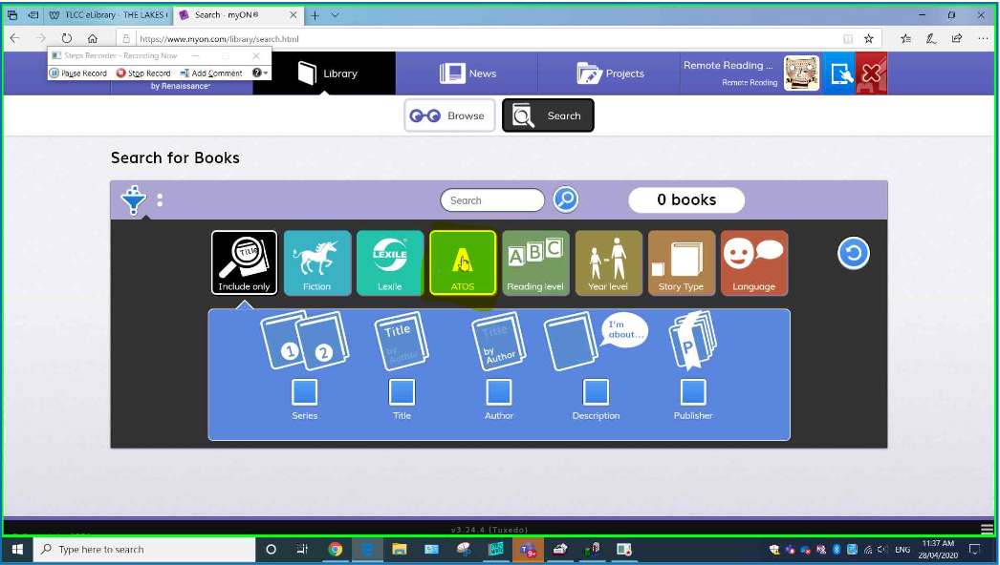 TLCC eLibrary - THE LAKES
Search - myON®
https://www.myon.com/library/search.html
Steps Recorder - Recording Now
Pause Record Stop Record Add Comment
by Renaissance®
Library
News
Projects
Remote Reading ...
Remote Reading
Browse
Search
Search for Books
Search
0 books
Title
Include only
Fiction
LEXILE
Lexile
A
ATOS
A B C
Reading level
Year level
Story Type
Language
1 2
Title
by
Author
Title
by
Author
I'm
about...
P
Series
Title
Author
Description
Publisher
v3.24.4 (Tuxedo)
Type here to search
9+
ENG
11:37 AM
28/04/2020